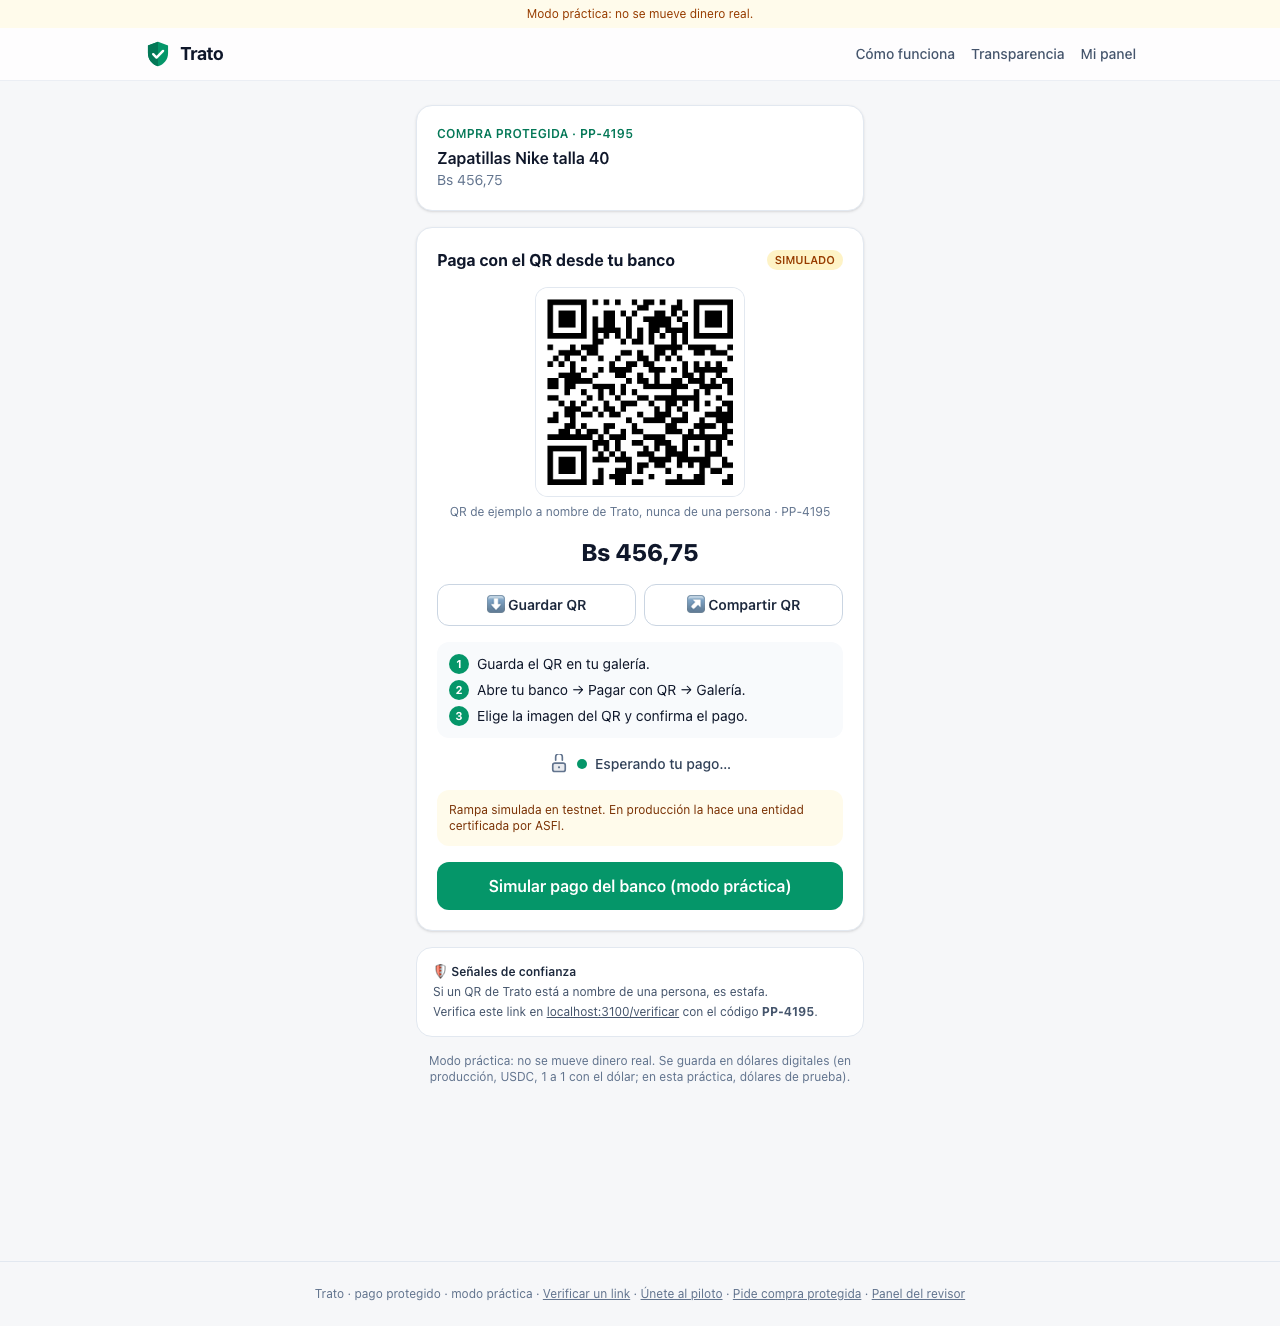 Modo práctica: no se mueve dinero real.
Trato
Cómo funciona Transparencia Mi panel
COMPRA PROTEGIDA · PP-4195
Zapatillas Nike talla 40
Bs 456,75
Paga con el QR desde tu banco
SIMULADO
QR de ejemplo a nombre de Trato, nunca de una persona · PP-4195
Bs 456,75
Guardar QR
Compartir QR
1 Guarda el QR en tu galería.
2 Abre tu banco → Pagar con QR → Galería.
3 Elige la imagen del QR y confirma el pago.
Esperando tu pago...
Rampa simulada en testnet. En producción la hace una entidad
certificada por ASFI.
Simular pago del banco (modo práctica)
Señales de confianza
Si un QR de Trato está a nombre de una persona, es estafa.
Verifica este link en localhost:3100/verificar con el código PP-4195.
Modo práctica: no se mueve dinero real. Se guarda en dólares digitales (en
producción, USDC, 1 a 1 con el dólar; en esta práctica, dólares de prueba).
Trato · pago protegido · modo práctica · Verificar un link · Únete al piloto · Pide compra protegida · Panel del revisor